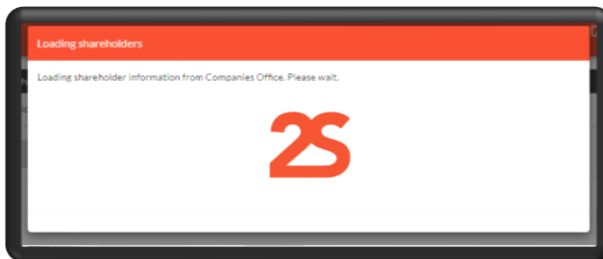 Loading shareholders
Loading shareholder information from Companies Office. Please wait.
2S